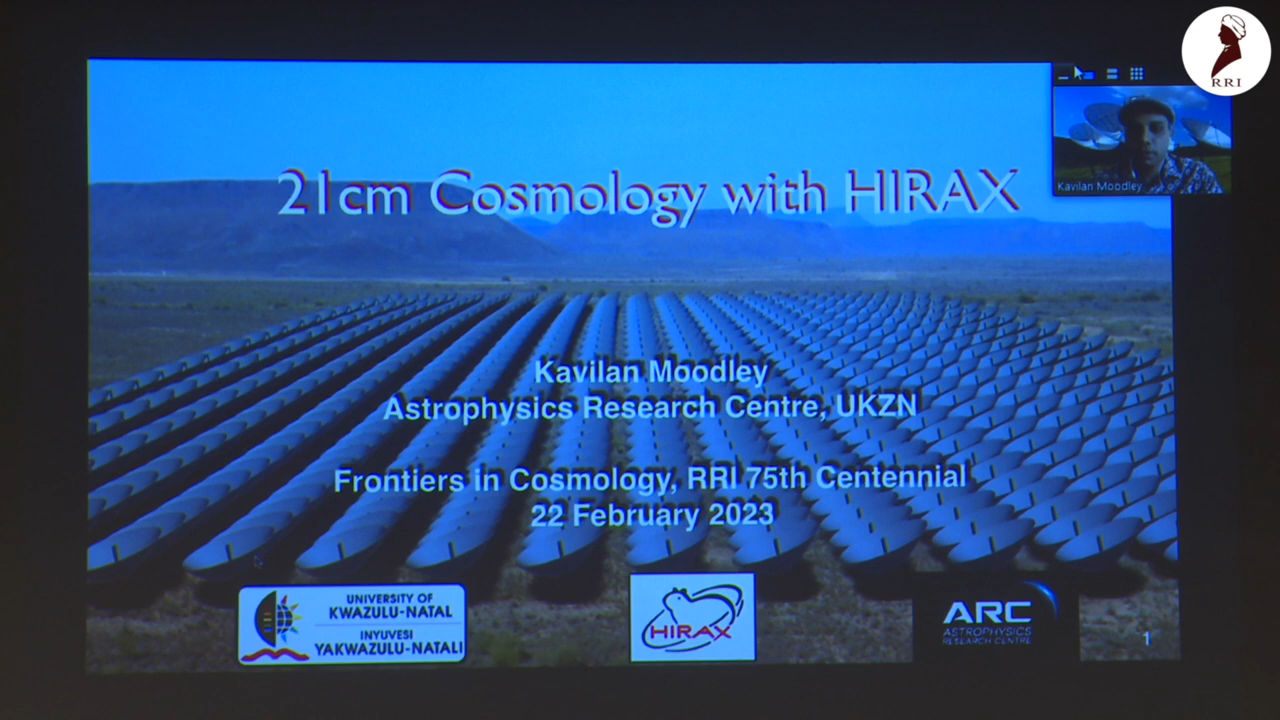 RRI
21cm Cosmology with HIRAX
Kavilan Moodley
Kavilan Moodley
Astrophysics Research Centre, UKZN
Frontiers in Cosmology, RRI 75th Centennial
22 February 2023
UNIVERSITY OF
KWAZULU-NATAL
INYUVESI
YAKWAZULU-NATALI
HIRAX
ARC
ASTROPHYSICS
RESEARCH CENTRE
1